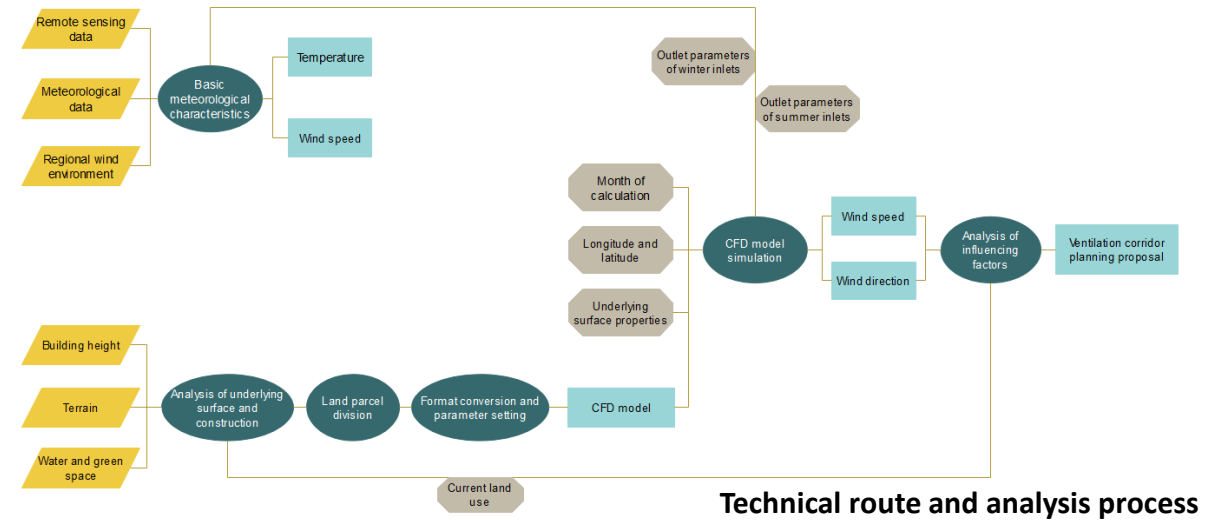 Remote sensing
data
Meteorological
data
Regional wind
environment
Basic
meteorological
characteristics
Temperature
Wind speed
Outlet parameters
of winter inlets
Outlet parameters
of summer inlets
Month of
calculation
Longitude and
latitude
Underlying
surface properties
CFD model
simulation
Wind speed
Wind direction
Analysis of
influencing
factors
Ventilation corridor
planning proposal
Building height
Terrain
Water and green
space
Analysis of underlying
surface and
construction
Land parcel
division
Format conversion and
parameter setting
CFD model
Current land
use
Technical route and analysis process